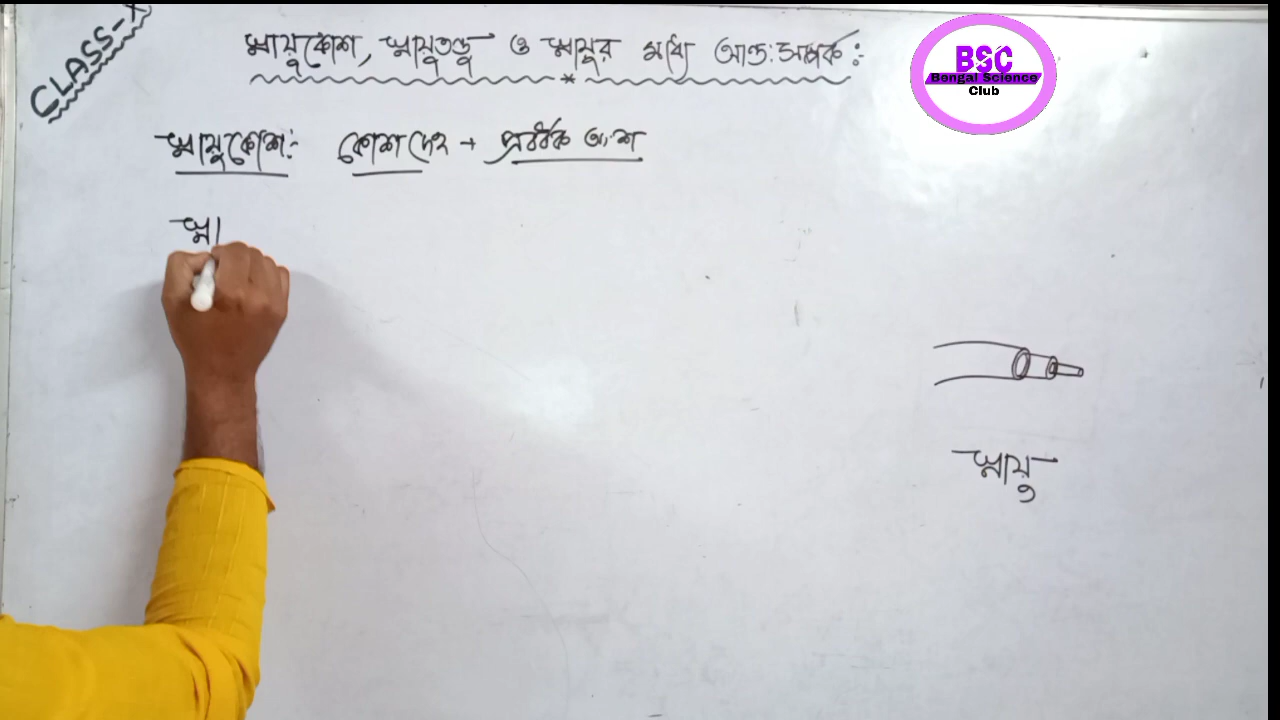 CLASS-X
স্নায়ুকোশ, স্নায়ুতন্তু ও স্নায়ুর মধ্যে আন্তঃসম্পর্ক:
BSC
Bengal Science
Club
স্নায়ুকোশ:- কোশদেহ + প্রবর্ধক অংশ
স্না
স্নায়ু